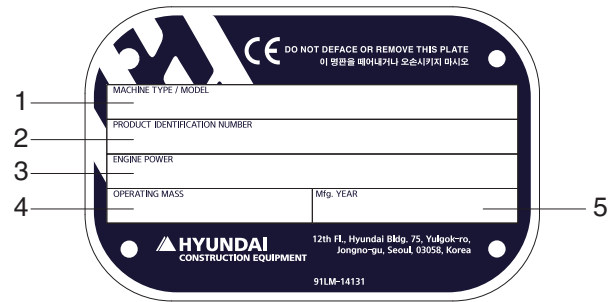 DO NOT DEFACE OR REMOVE THIS PLATE
이 명판을 떼어내거나 오손시키지 마시오
1 MACHINE TYPE / MODEL
2 PRODUCT IDENTIFICATION NUMBER
3 ENGINE POWER
4 OPERATING MASS Mfg. YEAR 5
HYUNDAI
CONSTRUCTION EQUIPMENT
12th Fl., Hyundai Bldg. 75, Yulgok-ro,
Jongno-gu, Seoul, 03058, Korea
91LM-14131